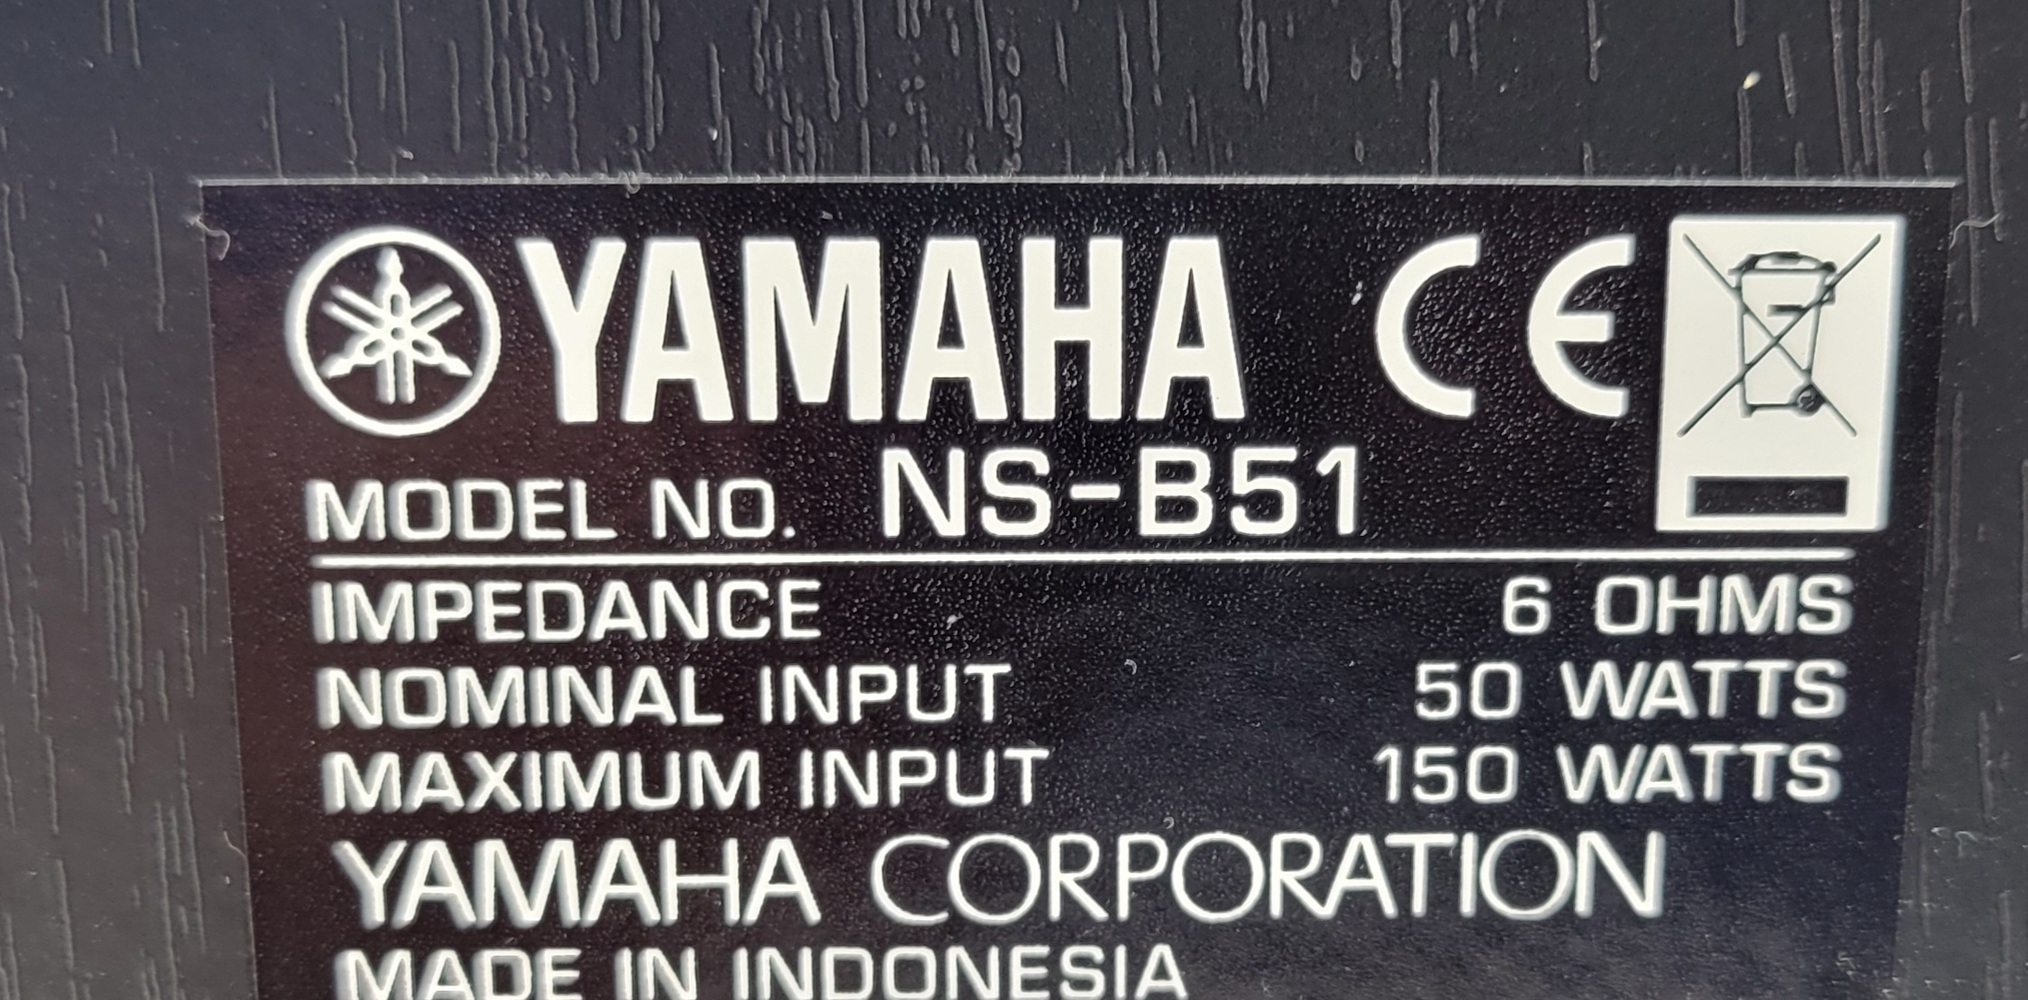 YAMAHA CE
MODEL NO. NS-B51
IMPEDANCE 6 OHMS
NOMINAL INPUT 50 WATTS
MAXIMUM INPUT 150 WATTS
YAMAHA CORPORATION
MADE IN INDONESIA